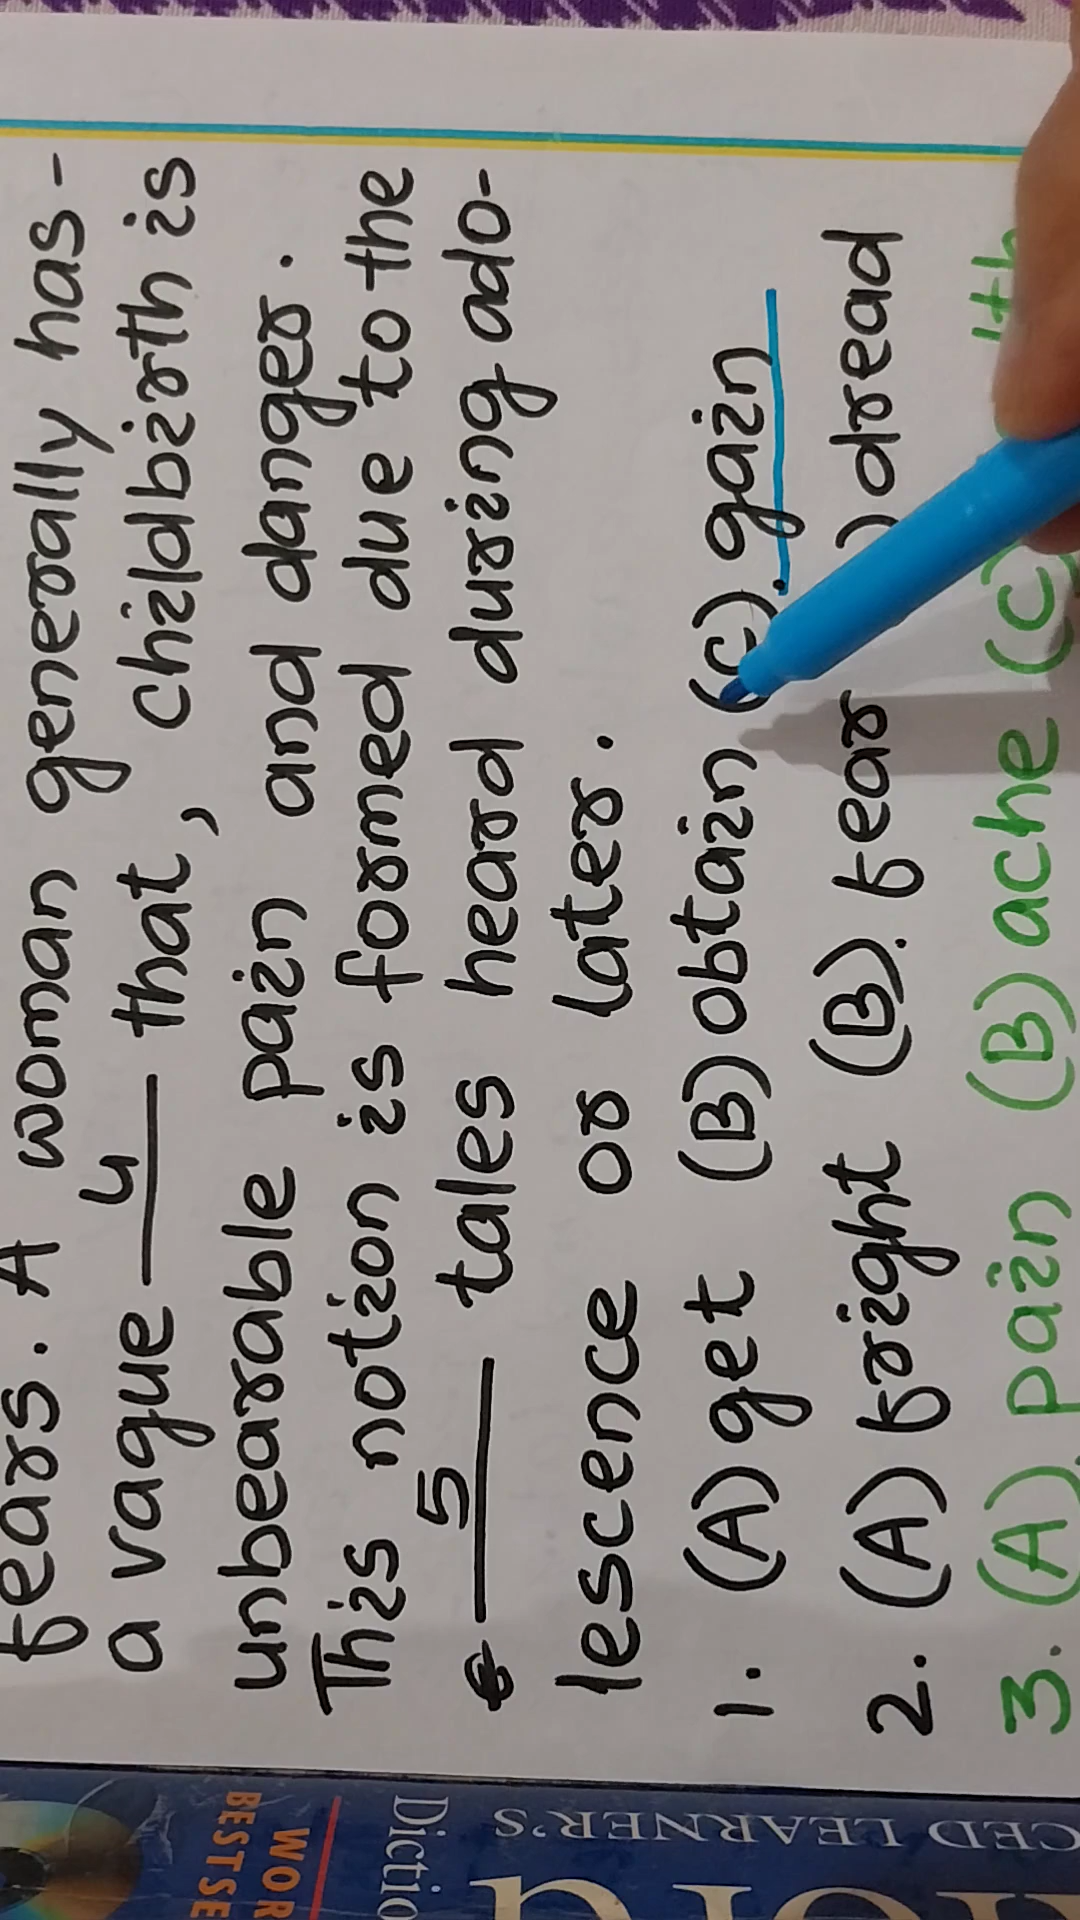 fears. A woman generally has-
a vague 4 that, childbirth is
unbearable pain and danger.
This notion is formed due to the
5 tales heard during ado-
lescence or later.
1. (A) get (B) obtain (C). gain
2. (A) fright (B). fear ) dread
3. (A). pain (B) ache (C)
CED LEARNER'S
Dictio
WOR
BESTSE